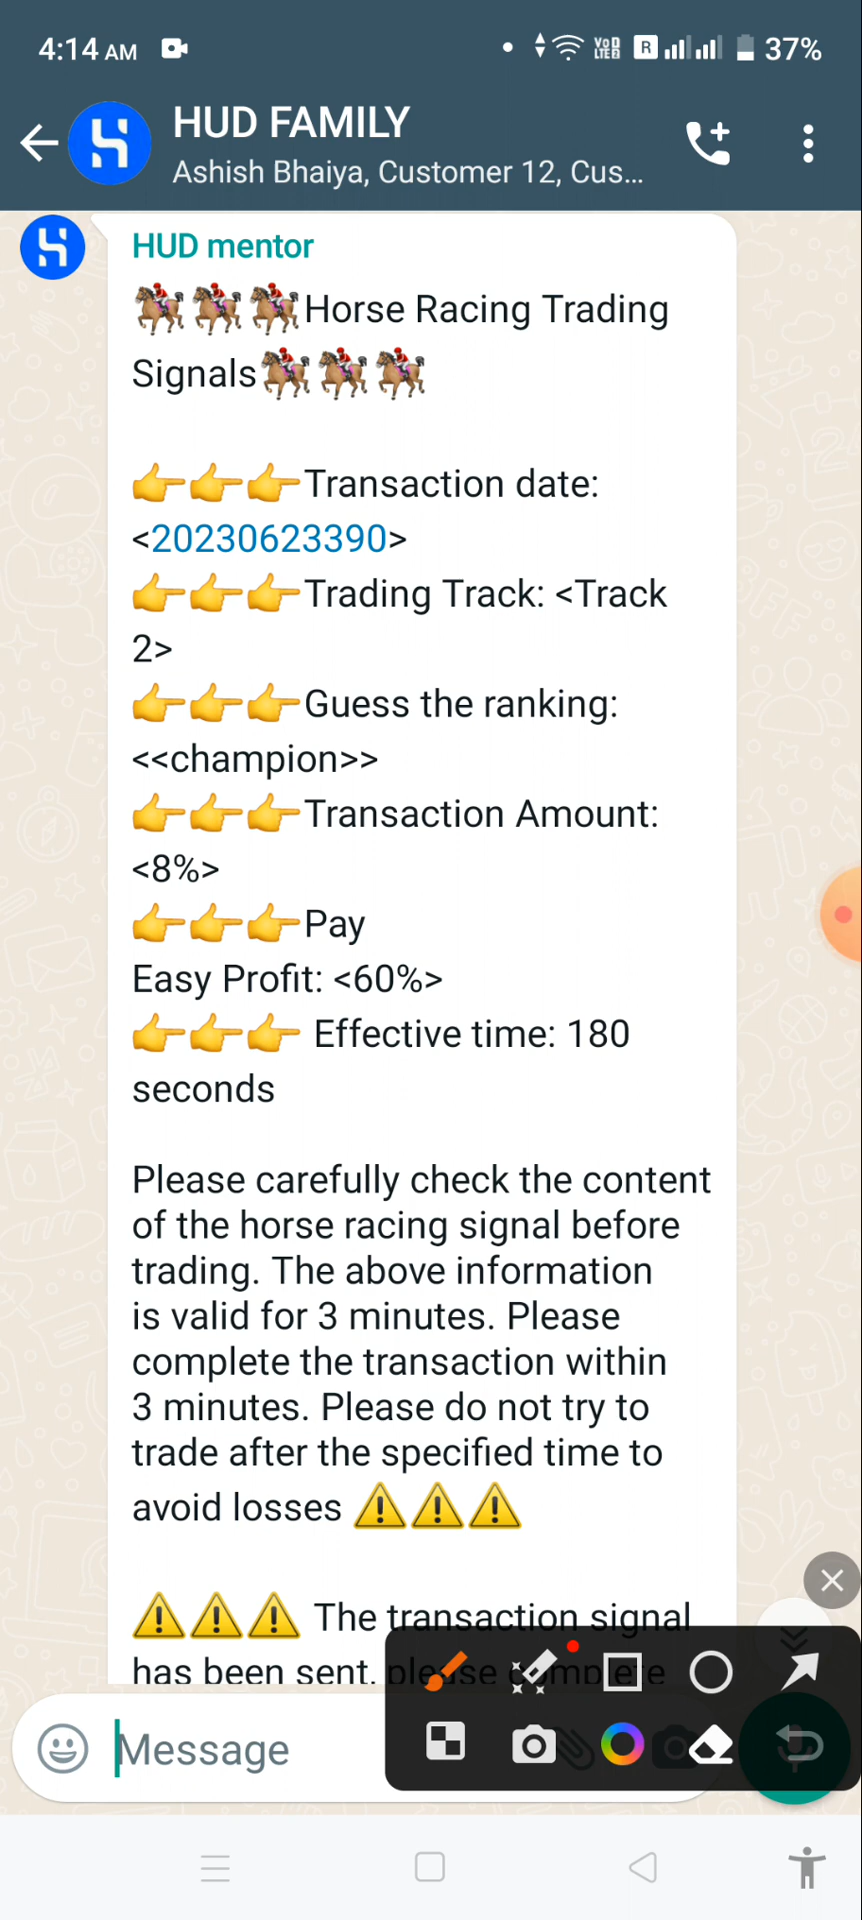 4:14 AM
VoD LTE2 R 37%
HUD FAMILY
Ashish Bhaiya, Customer 12, Cus...
HUD mentor
🏇🏇🏇Horse Racing Trading
Signals🏇🏇🏇
👉👉👉Transaction date:
<20230623390>
👉👉👉Trading Track: <Track
2>
👉👉👉Guess the ranking:
<<champion>>
👉👉👉Transaction Amount:
<8%>
👉👉👉Pay
Easy Profit: <60%>
👉👉👉 Effective time: 180
seconds
Please carefully check the content
of the horse racing signal before
trading. The above information
is valid for 3 minutes. Please
complete the transaction within
3 minutes. Please do not try to
trade after the specified time to
avoid losses ⚠️⚠️⚠️
⚠️⚠️⚠️ The transaction signal
has been sent, please complete
Message